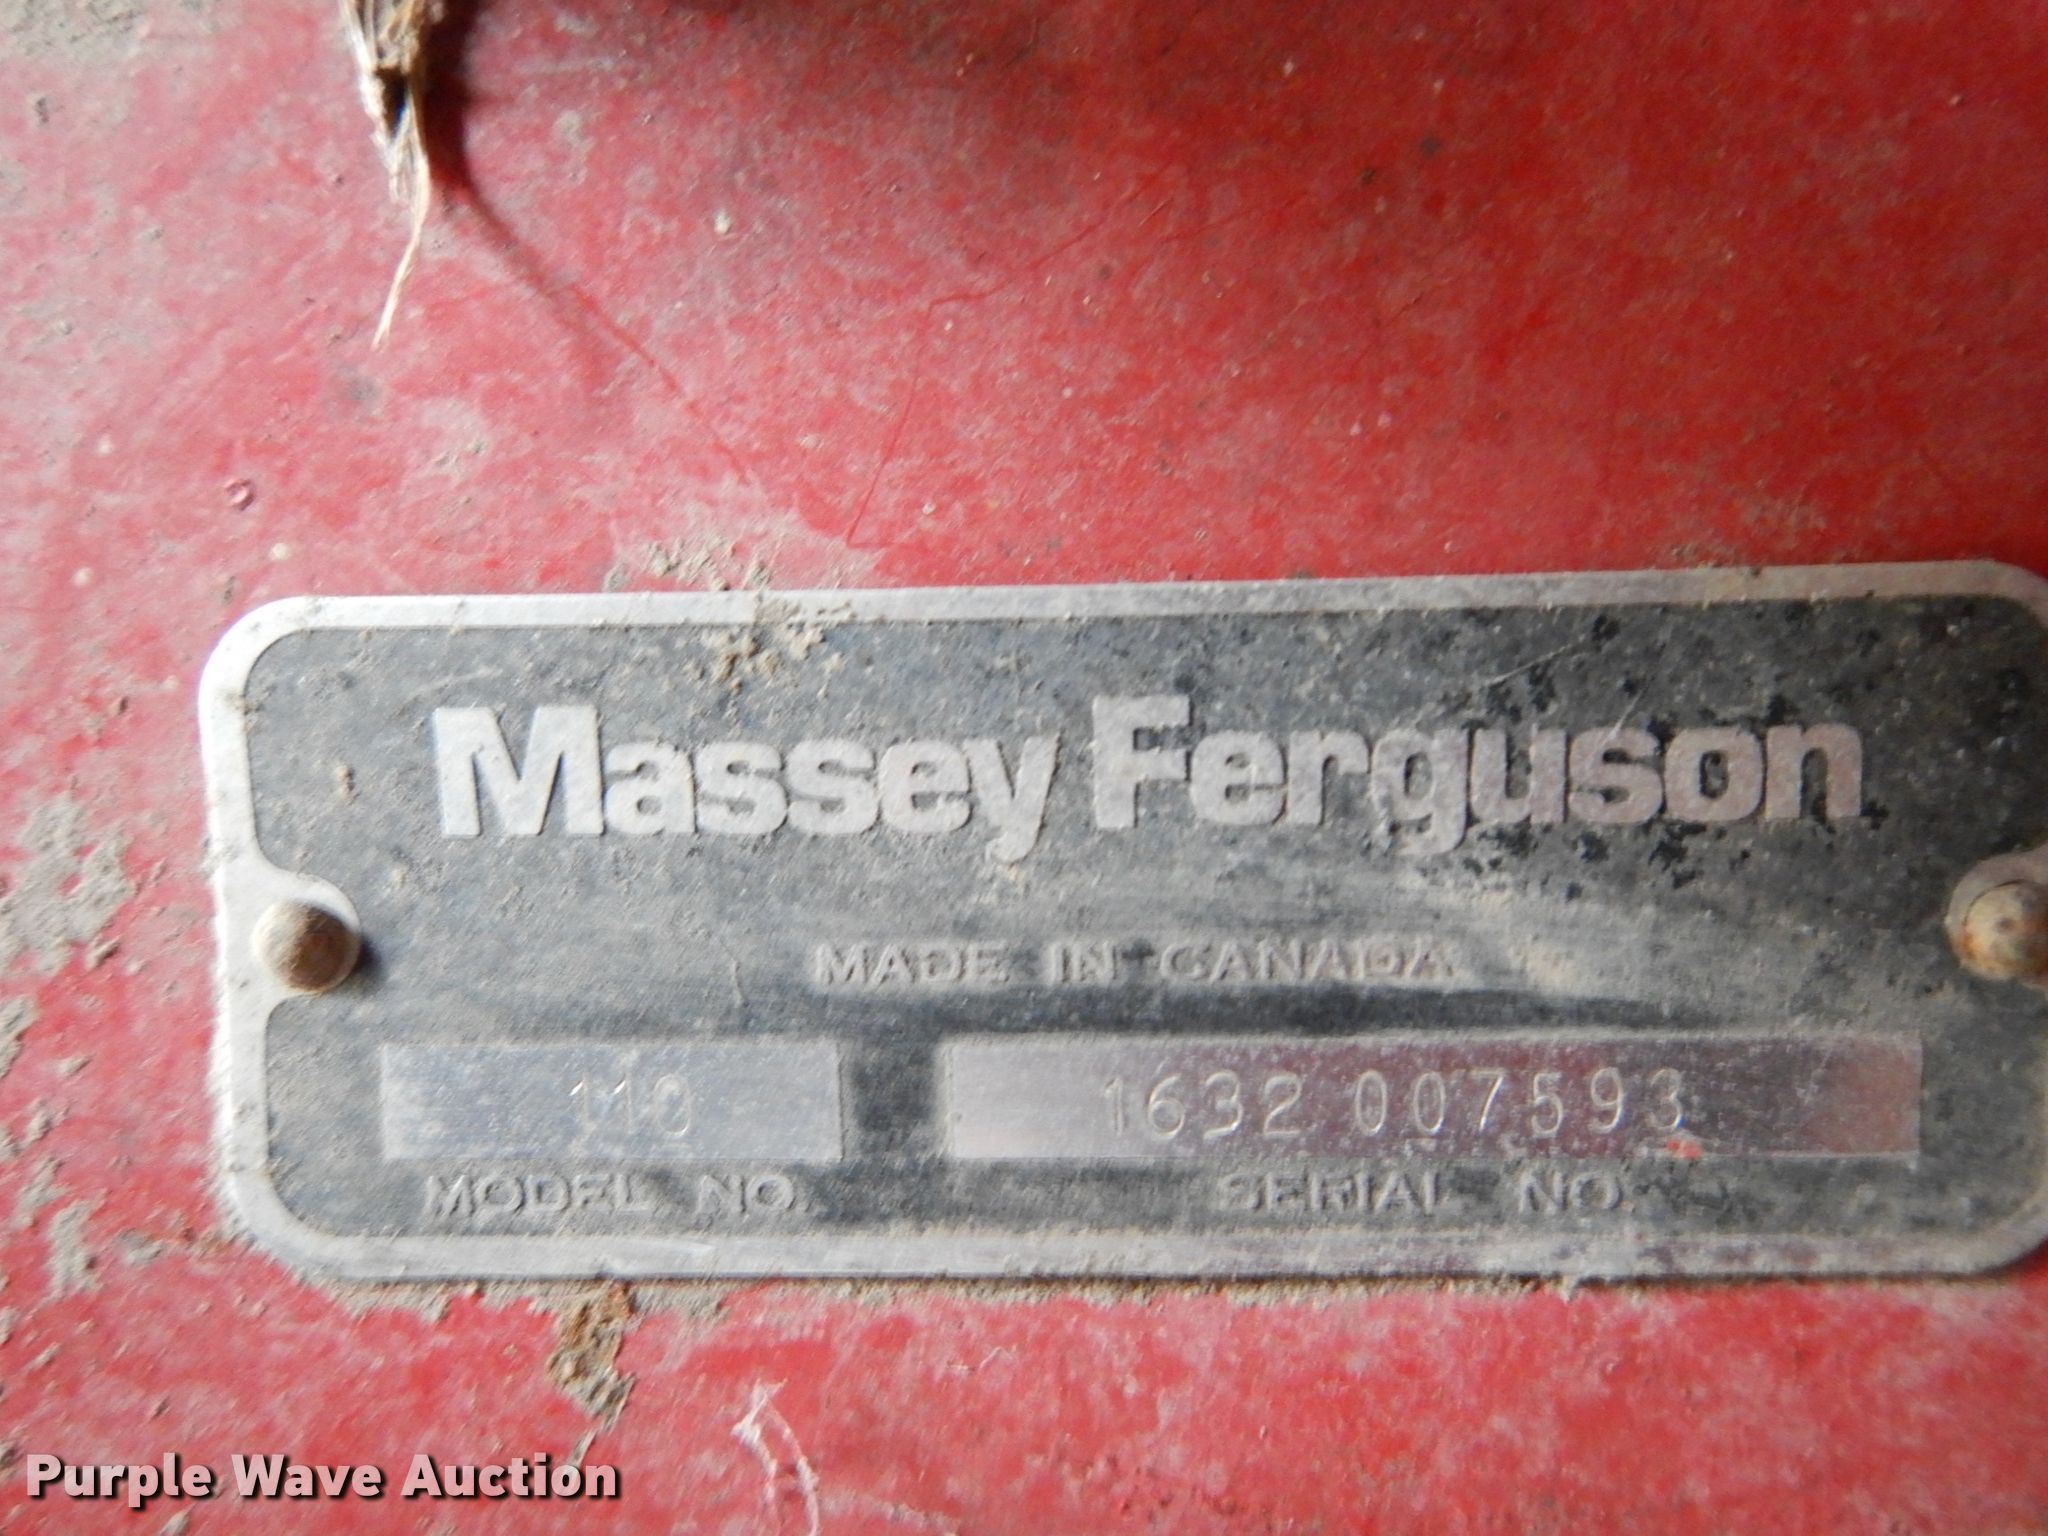 Massey Ferguson
MADE IN CANADA
110 1632 007593
MODEL NO. SERIAL NO.
Purple Wave Auction